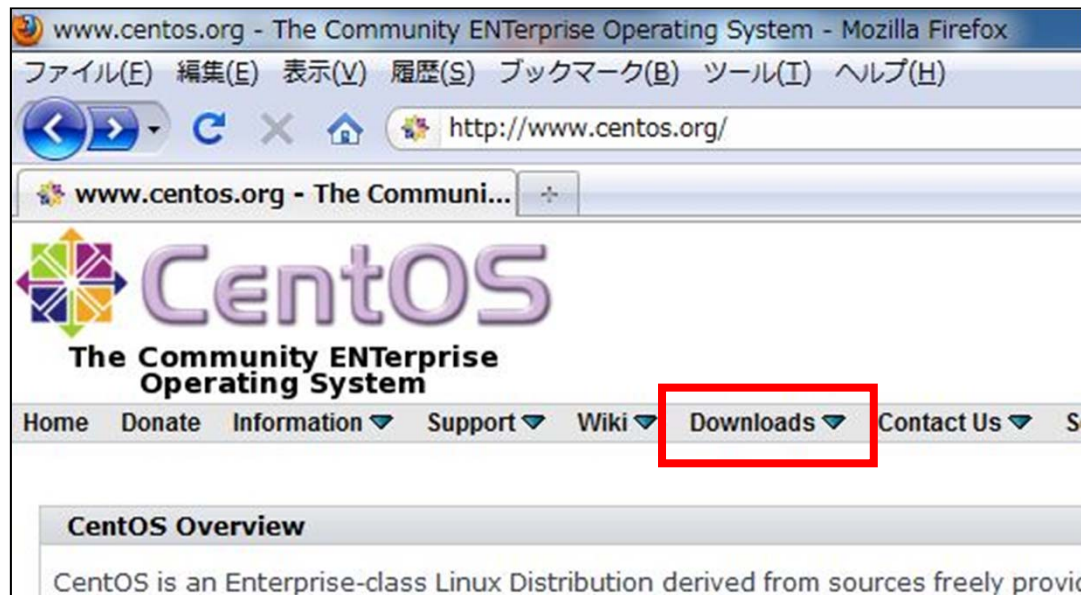 www.centos.org - The Community ENTerprise Operating System - Mozilla Firefox
ファイル(F) 編集(E) 表示(V) 履歴(S) ブックマーク(B) ツール(T) ヘルプ(H)
http://www.centos.org/
www.centos.org - The Communi...
CentOS
The Community ENTerprise
Operating System
Home Donate Information Support Wiki Downloads Contact Us
CentOS Overview
CentOS is an Enterprise-class Linux Distribution derived from sources freely